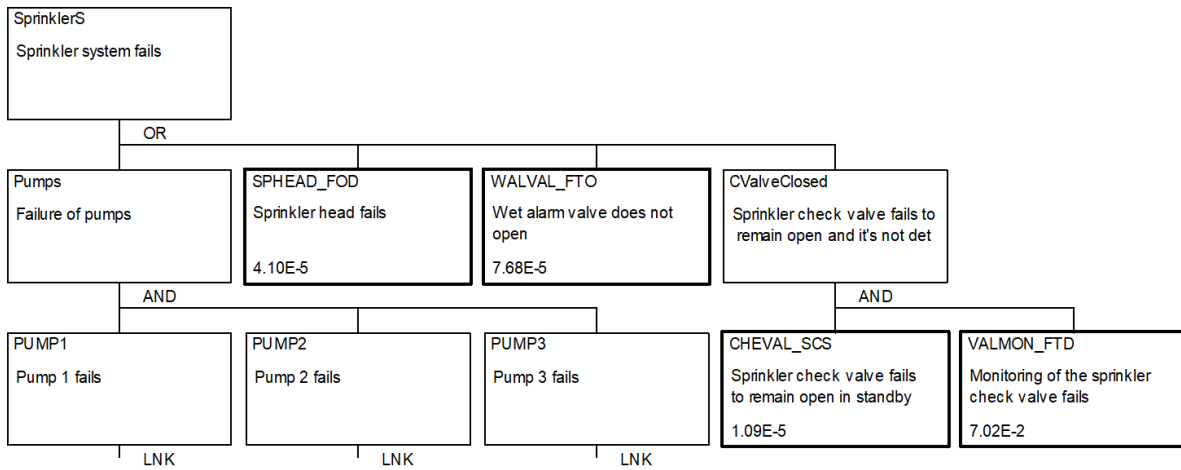 SprinklerS
Sprinkler system fails
OR
Pumps
Failure of pumps
SPHEAD_FOD
Sprinkler head fails
4.10E-5
WALVAL_FTO
Wet alarm valve does not
open
7.68E-5
CValveClosed
Sprinkler check valve fails to
remain open and it's not det
AND
AND
PUMP1
Pump 1 fails
LNK
PUMP2
Pump 2 fails
LNK
PUMP3
Pump 3 fails
LNK
CHEVAL_SCS
Sprinkler check valve fails
to remain open in standby
1.09E-5
VALMON_FTD
Monitoring of the sprinkler
check valve fails
7.02E-2